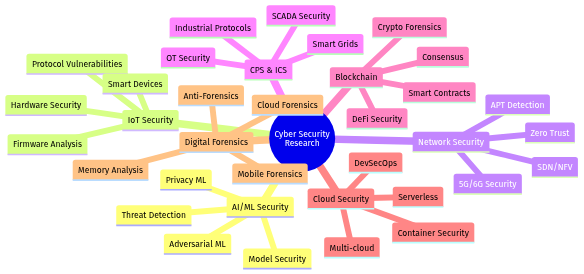 SCADA Security
Industrial Protocols
Crypto Forensics
Smart Grids
OT Security
Consensus
Protocol Vulnerabilities
CPS & ICS
Blockchain
Smart Devices
Smart Contracts
Anti-Forensics
Hardware Security
Cloud Forensics
APT Detection
IoT Security
DeFi Security
Cyber Security
Research
Zero Trust
Firmware Analysis
Digital Forensics
Network Security
DevSecOps
SDN/NFV
Memory Analysis
Mobile Forensics
Privacy ML
5G/6G Security
Cloud Security
Serverless
AI/ML Security
Threat Detection
Container Security
Adversarial ML
Multi-cloud
Model Security